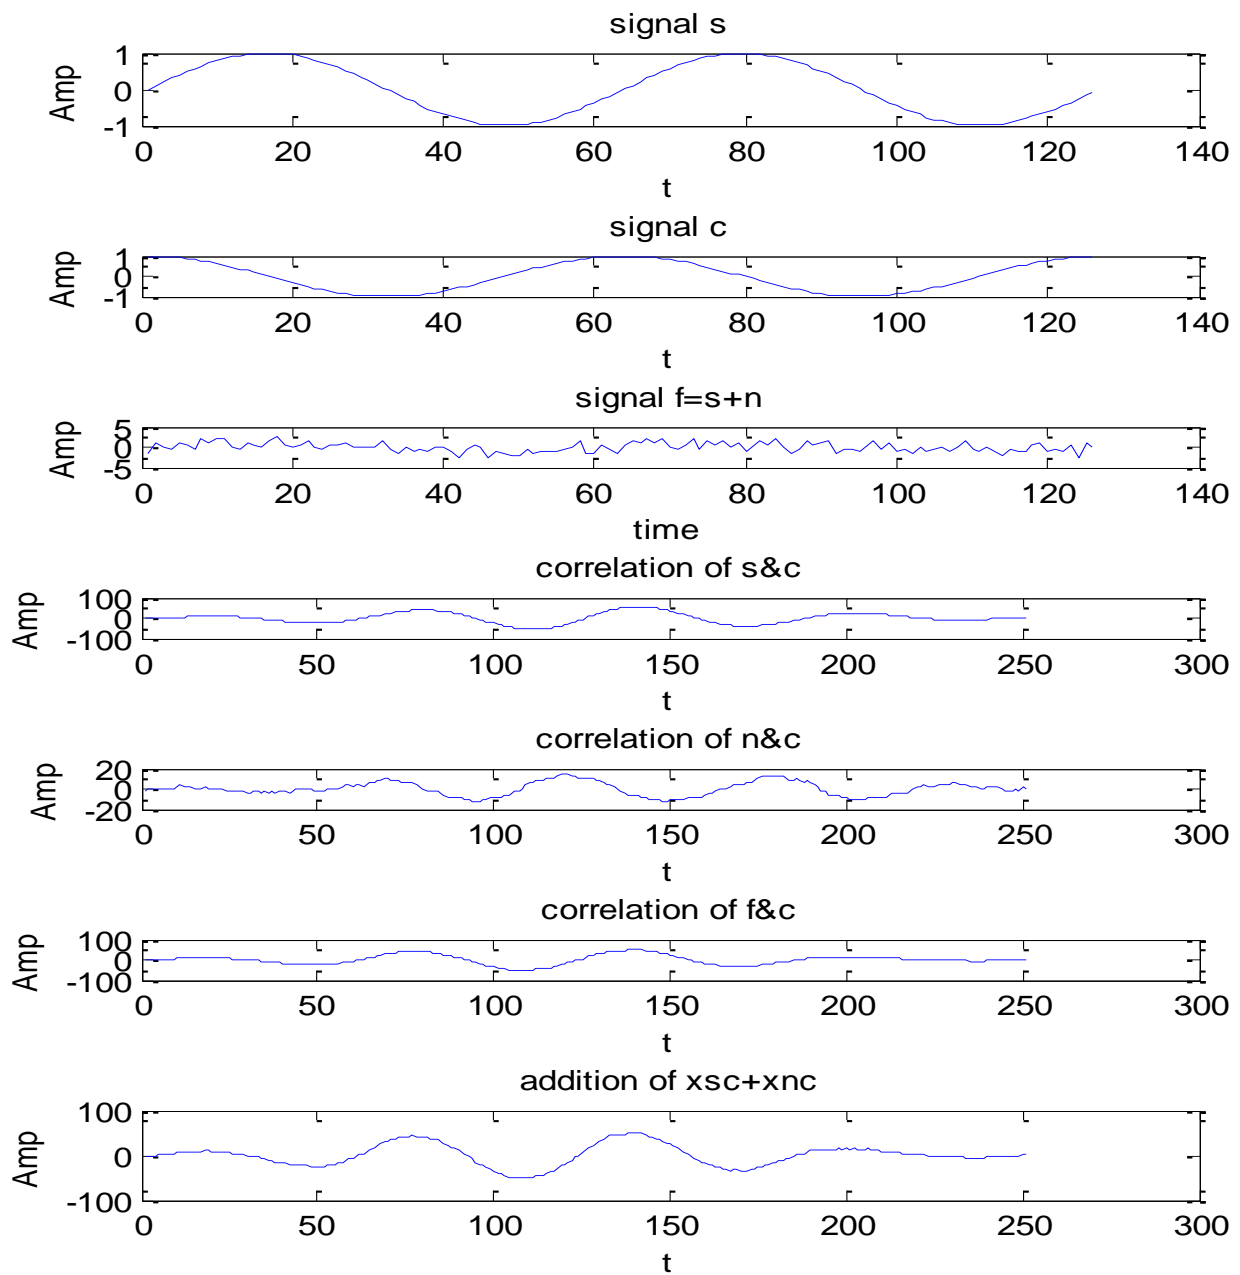 signal s
Amp
1
0
-1
0 20 40 60 80 100 120 140
t
signal c
Amp
1
0
-1
0 20 40 60 80 100 120 140
t
signal f=s+n
Amp
5
0
-5
0 20 40 60 80 100 120 140
time
correlation of s&c
Amp
100
0
-100
0 50 100 150 200 250 300
t
correlation of n&c
Amp
20
0
-20
0 50 100 150 200 250 300
t
correlation of f&c
Amp
100
0
-100
0 50 100 150 200 250 300
t
addition of xsc+xnc
Amp
100
0
-100
0 50 100 150 200 250 300
t